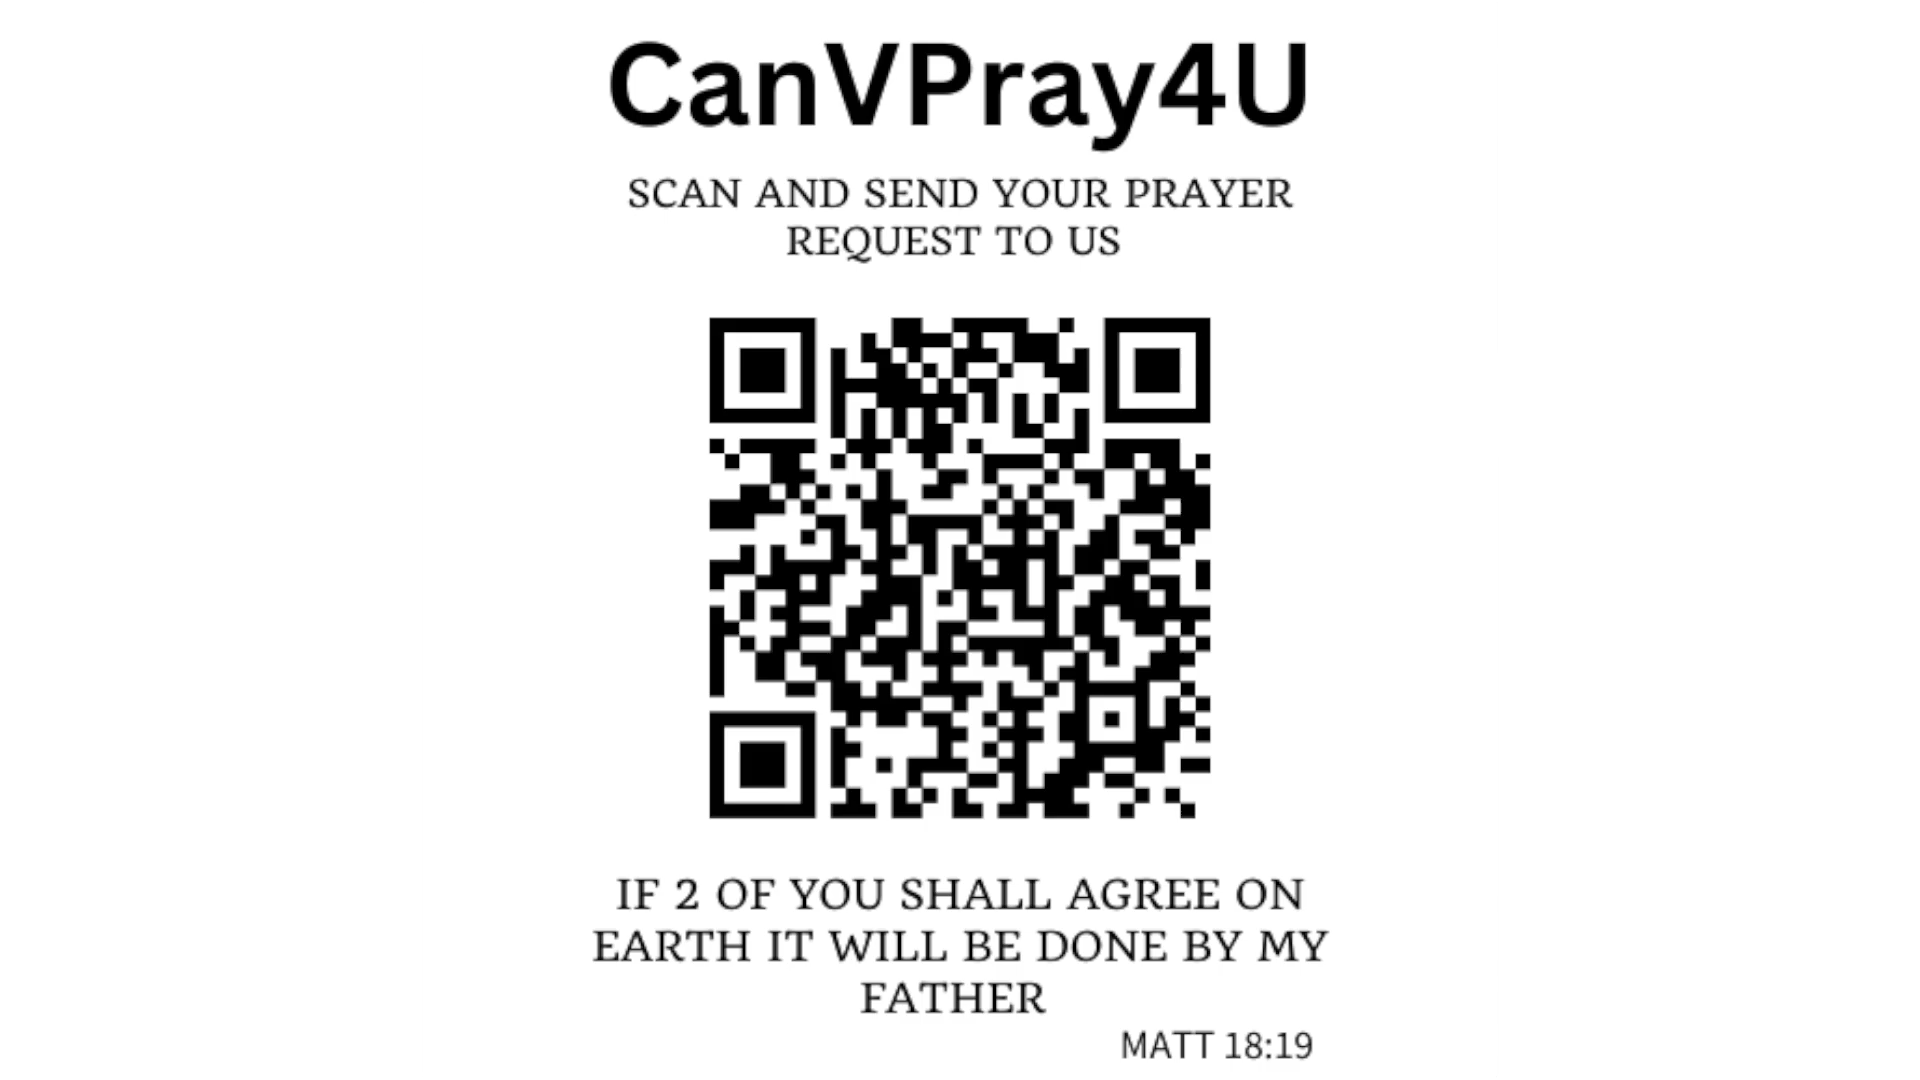 CanVPray4U
SCAN AND SEND YOUR PRAYER
REQUEST TO US
IF 2 OF YOU SHALL AGREE ON
EARTH IT WILL BE DONE BY MY
FATHER
MATT 18:19